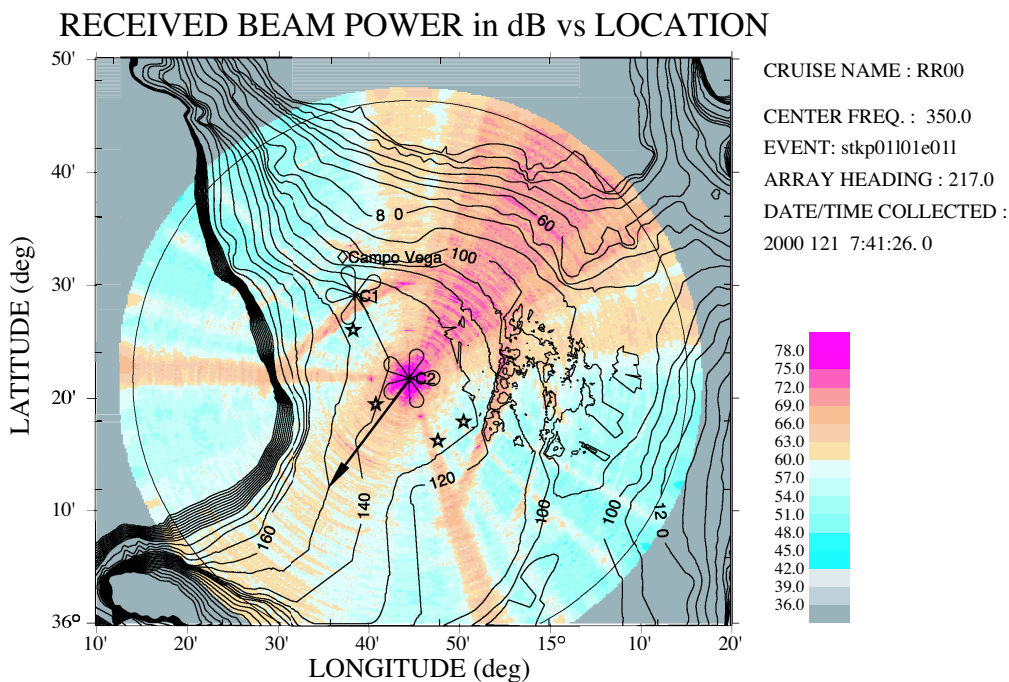 RECEIVED BEAM POWER in dB vs LOCATION
CRUISE NAME : RR00
CENTER FREQ. : 350.0
EVENT: stkp01l01e01l
ARRAY HEADING : 217.0
DATE/TIME COLLECTED :
2000 121 7:41:26. 0
50'
40'
30'
20'
10'
36°
LATITUDE (deg)
10' 20' 30' 40' 50' 15° 10' 20'
LONGITUDE (deg)
8 0
60
100
Campo Vega
C1
C2
120
140
160
100
100
12 0
78.0
75.0
72.0
69.0
66.0
63.0
60.0
57.0
54.0
51.0
48.0
45.0
42.0
39.0
36.0